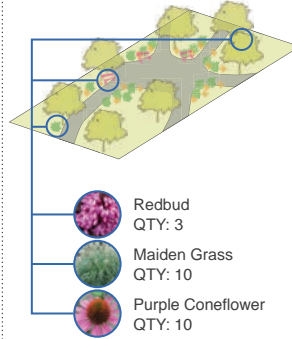 Redbud
QTY: 3
Maiden Grass
QTY: 10
Purple Coneflower
QTY: 10